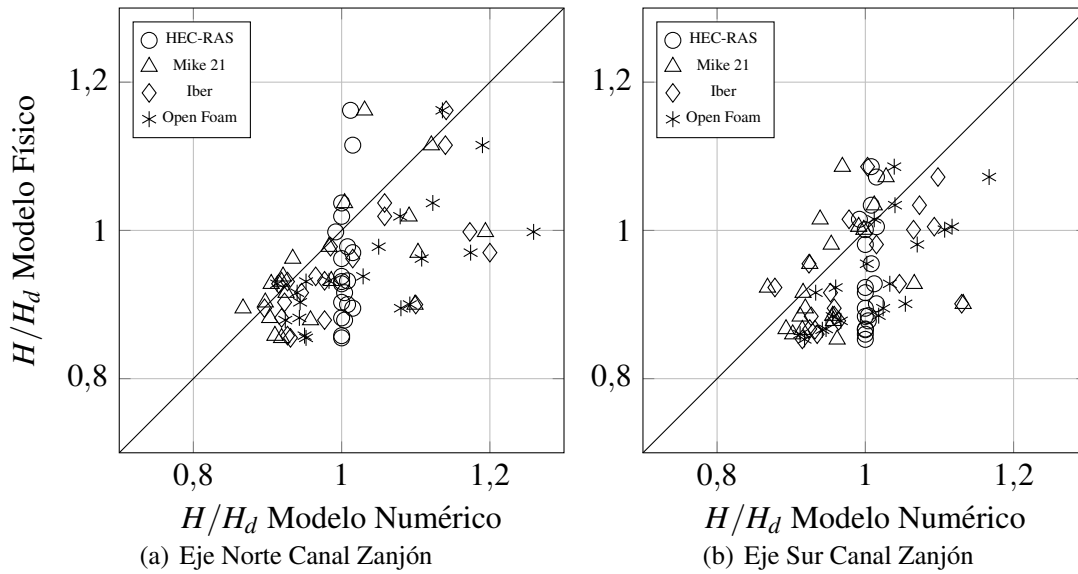 HEC-RAS
Mike 21
Iber
Open Foam
1,2
1
0,8
0,8
1
1,2
H/H_d Modelo Físico
H/H_d Modelo Numérico
(a) Eje Norte Canal Zanjón
HEC-RAS
Mike 21
Iber
Open Foam
1,2
1
0,8
0,8
1
1,2
H/H_d Modelo Numérico
(b) Eje Sur Canal Zanjón